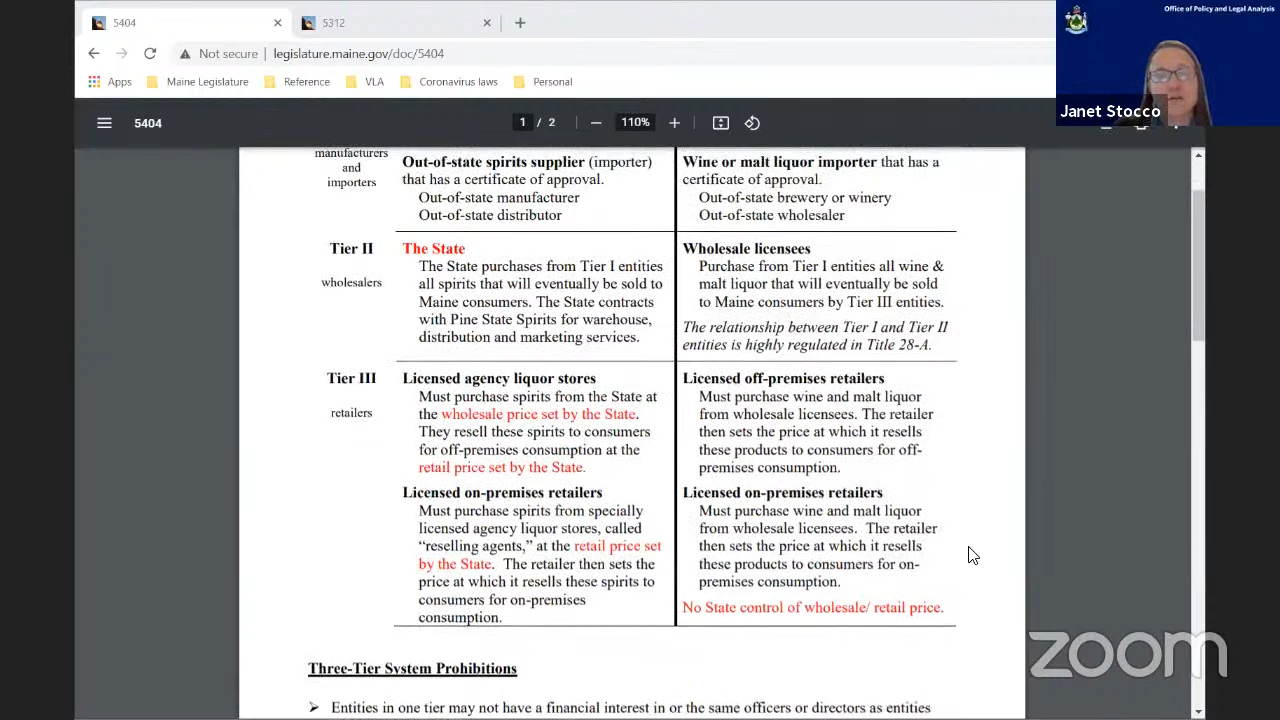 5404
5312
Office of Policy and Legal Analysis
Not secure | legislature.maine.gov/doc/5404
Apps Maine Legislature Reference VLA Coronavirus laws Personal
Janet Stocco
5404
1 / 2
110%
manufacturers
and
importers
Out-of-state spirits supplier (importer)
that has a certificate of approval.
Out-of-state manufacturer
Out-of-state distributor
Wine or malt liquor importer that has a
certificate of approval.
Out-of-state brewery or winery
Out-of-state wholesaler
Tier II
wholesalers
The State
The State purchases from Tier I entities
all spirits that will eventually be sold to
Maine consumers. The State contracts
with Pine State Spirits for warehouse,
distribution and marketing services.
Wholesale licensees
Purchase from Tier I entities all wine &
malt liquor that will eventually be sold
to Maine consumers by Tier III entities.
The relationship between Tier I and Tier II
entities is highly regulated in Title 28-A.
Tier III
retailers
Licensed agency liquor stores
Must purchase spirits from the State at
the wholesale price set by the State.
They resell these spirits to consumers
for off-premises consumption at the
retail price set by the State.
Licensed off-premises retailers
Must purchase wine and malt liquor
from wholesale licensees. The retailer
then sets the price at which it resells
these products to consumers for off-
premises consumption.
Licensed on-premises retailers
Must purchase spirits from specially
licensed agency liquor stores, called
“reselling agents,” at the retail price set
by the State. The retailer then sets the
price at which it resells these spirits to
consumers for on-premises
consumption.
Licensed on-premises retailers
Must purchase wine and malt liquor
from wholesale licensees. The retailer
then sets the price at which it resells
these products to consumers for on-
premises consumption.
No State control of wholesale/ retail price.
Three-Tier System Prohibitions
➢ Entities in one tier may not have a financial interest in or the same officers or directors as entities
zoom